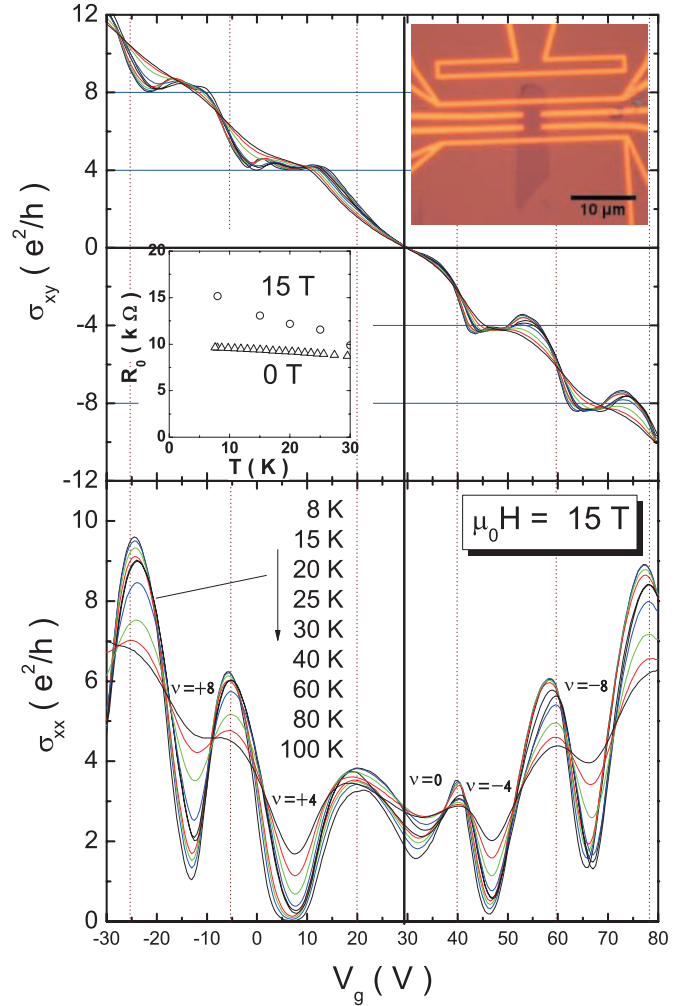 12
8
4
0
-4
-8
-12
σxy ( e²/h )
10 μm
20
15
10
5
0
R0 ( k Ω )
15 T
0 T
0 10 20 30
T ( K )
10
8
6
4
2
0
σxx ( e²/h )
μ0H = 15 T
8 K
15 K
20 K
25 K
30 K
40 K
60 K
80 K
100 K
ν=+8
ν=+4
ν=0
ν=−4
ν=−8
-30 -20 -10 0 10 20 30 40 50 60 70 80
Vg ( V )